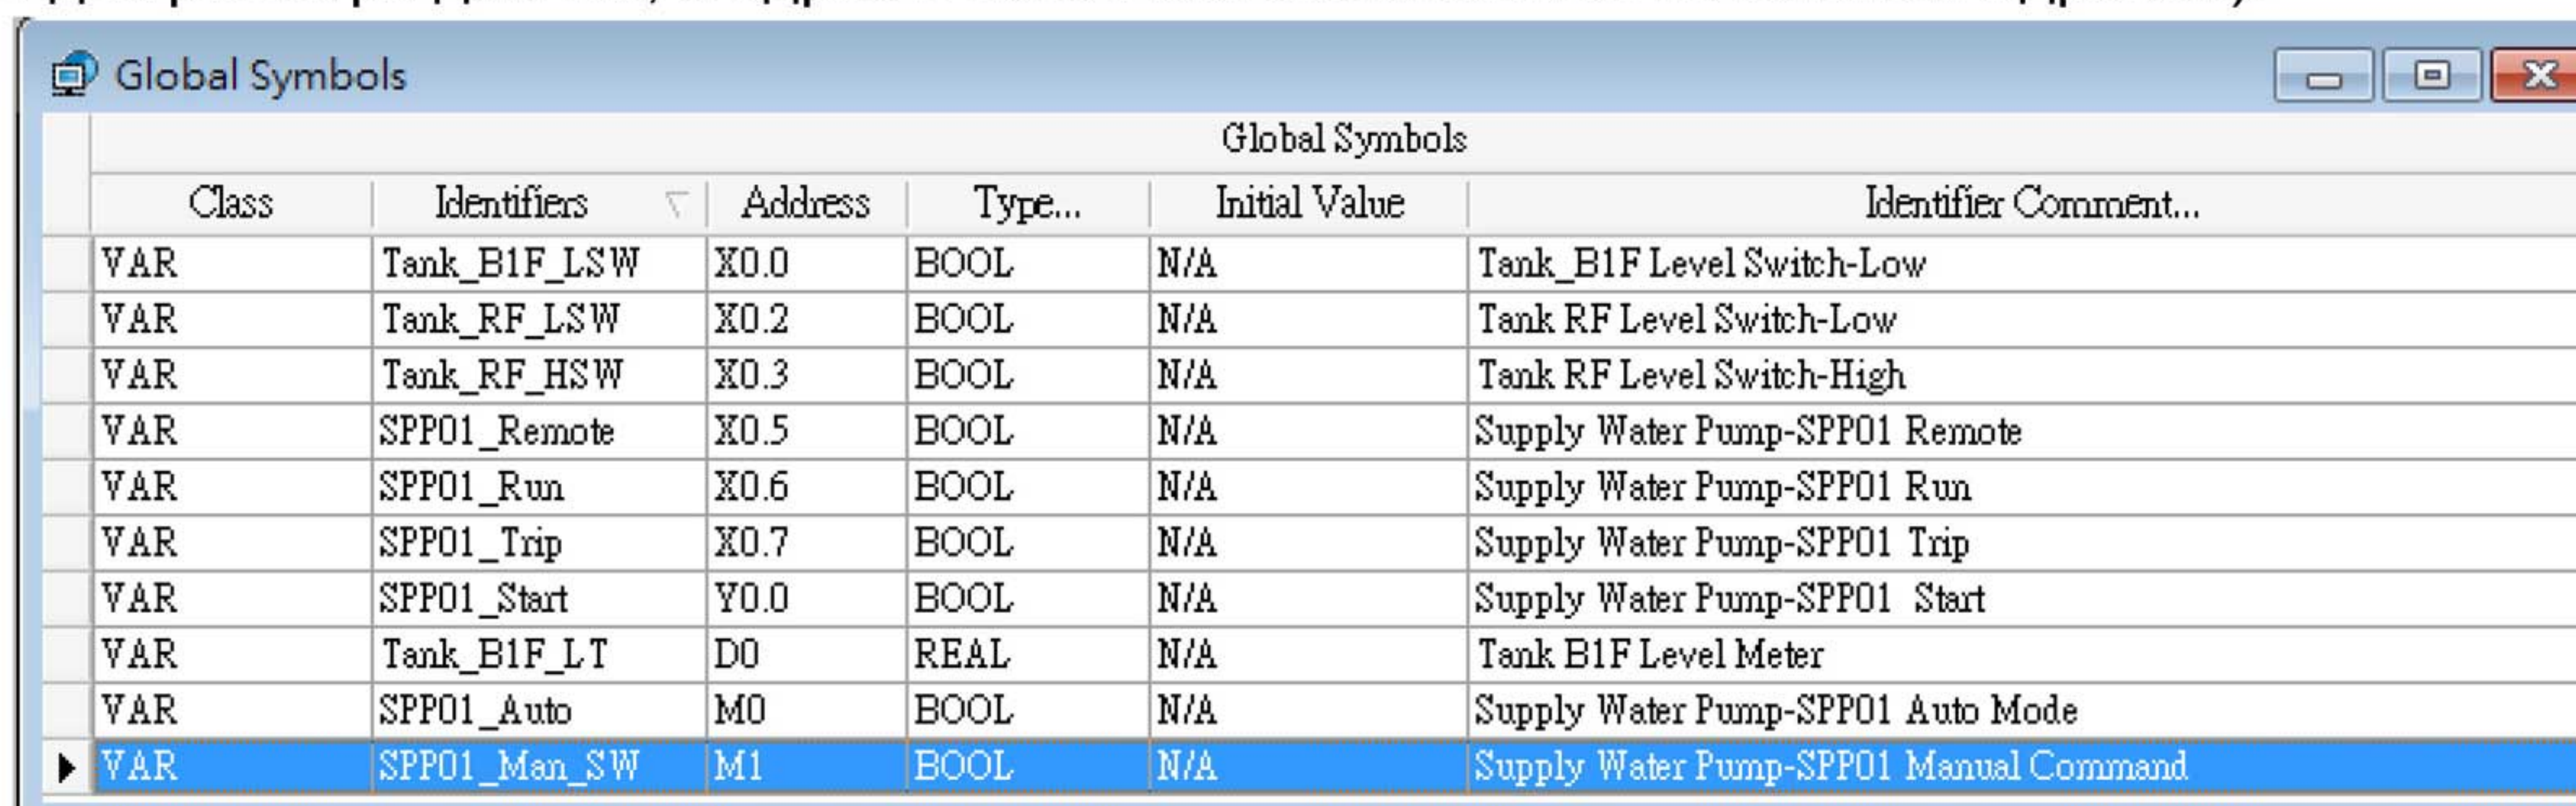 Global Symbols
Global Symbols
Class Identifiers Address Type... Initial Value Identifier Comment...
VAR Tank_B1F_LSW X0.0 BOOL N/A Tank_B1F Level Switch-Low
VAR Tank_RF_LSW X0.2 BOOL N/A Tank RF Level Switch-Low
VAR Tank_RF_HSW X0.3 BOOL N/A Tank RF Level Switch-High
VAR SPP01_Remote X0.5 BOOL N/A Supply Water Pump-SPP01 Remote
VAR SPP01_Run X0.6 BOOL N/A Supply Water Pump-SPP01 Run
VAR SPP01_Trip X0.7 BOOL N/A Supply Water Pump-SPP01 Trip
VAR SPP01_Start Y0.0 BOOL N/A Supply Water Pump-SPP01  Start
VAR Tank_B1F_LT D0 REAL N/A Tank B1F Level Meter
VAR SPP01_Auto M0 BOOL N/A Supply Water Pump-SPP01 Auto Mode
VAR SPP01_Man_SW M1 BOOL N/A Supply Water Pump-SPP01 Manual Command